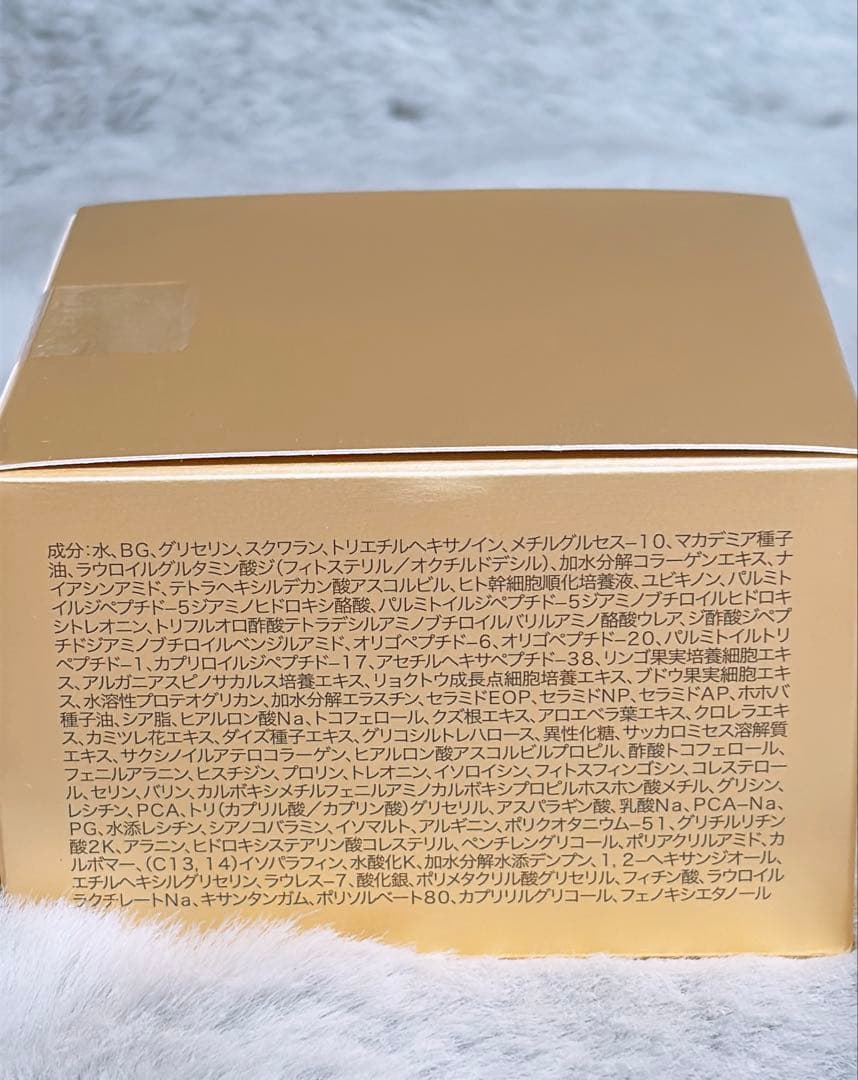 成分:水、BG、グリセリン、スクワラン、トリエチルヘキサノイン、メチルグルセス−10、マカデミア種子
油、ラウロイルグルタミン酸ジ(フィトステリル/オクチルドデシル)、加水分解コラーゲンエキス、ナ
イアシンアミド、テトラヘキシルデカン酸アスコルビル、ヒト幹細胞順化培養液、ユビキノン、パルミト
イルジペプチド−5ジアミノヒドロキシ酪酸、パルミトイルジペプチド−5ジアミノブチロイルヒドロキ
シトレオニン、トリフルオロ酢酸テトラデシルアミノブチロイルバリルアミノ酪酸ウレア、ジ酢酸ジペプ
チドジアミノブチロイルベンジルアミド、オリゴペプチド−6、オリゴペプチド−20、パルミトイルトリ
ペプチド−1、カプリロイルジペプチド−17、アセチルヘキサペプチド−38、リンゴ果実培養細胞エキ
ス、アルガニアスピノサカルス培養エキス、リョクトウ成長点細胞培養エキス、ブドウ果実細胞エキ
ス、水溶性プロテオグリカン、加水分解エラスチン、セラミドEOP、セラミドNP、セラミドAP、ホホバ
種子油、シア脂、ヒアルロン酸Na、トコフェロール、クズ根エキス、アロエベラ葉エキス、クロレラエキ
ス、カミツレ花エキス、ダイズ種子エキス、グリコシルトレハロース、異性化糖、サッカロミセス溶解質
エキス、サクシノイルアテロコラーゲン、ヒアルロン酸アスコルビルプロピル、酢酸トコフェロール、
フェニルアラニン、ヒスチジン、プロリン、トレオニン、イソロイシン、フィトスフィンゴシン、コレステロー
ル、セリン、バリン、カルボキシメチルフェニルアミノカルボキシプロピルホスホン酸メチル、グリシン、
レシチン、PCA、トリ(カプリル酸/カプリン酸)グリセリル、アスパラギン酸、乳酸Na、PCA−Na、
PG、水添レシチン、シアノコバラミン、イソマルト、アルギニン、ポリクオタニウム−51、グリチルリチン
酸2K、アラニン、ヒドロキシステアリン酸コレステリル、ペンチレングリコール、ポリアクリルアミド、カ
ルボマー、(C13,14)イソパラフィン、水酸化K、加水分解水添デンプン、1,2−ヘキサンジオール、
エチルヘキシルグリセリン、ラウレス−7、酸化銀、ポリメタクリル酸グリセリル、フィチン酸、ラウロイル
ラクチレートNa、キサンタンガム、ポリソルベート80、カプリリルグリコール、フェノキシエタノール